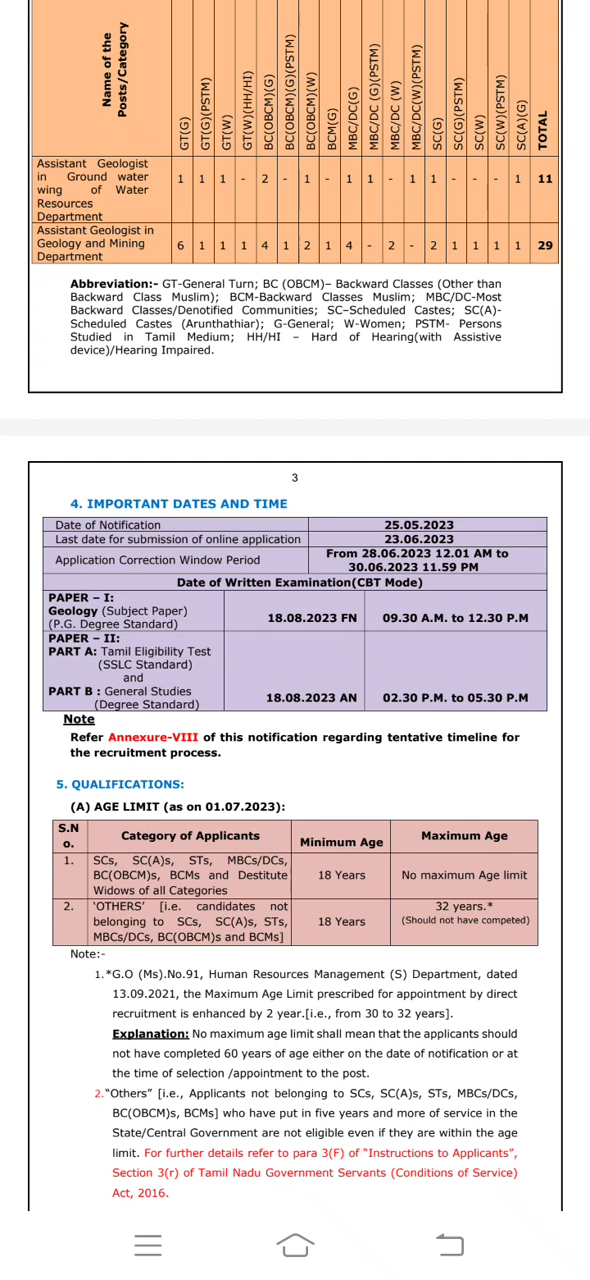 Name of the
Posts/Category
GT(G)
GT(G)(PSTM)
GT(W)
GT(W)(HH/HI)
BC(OBCM)(G)
BC(OBCM)(G)(PSTM)
BC(OBCM)(W)
BCM(G)
MBC/DC(G)
MBC/DC (G)(PSTM)
MBC/DC (W)
MBC/DC(W)(PSTM)
SC(G)
SC(G)(PSTM)
SC(W)
SC(W)(PSTM)
SC(A)(G)
TOTAL
Assistant Geologist
in Ground water
wing of Water
Resources
Department
1 1 1 - 2 - 1 - 1 1 - 1 1 - - - 1 11
Assistant Geologist in
Geology and Mining
Department
6 1 1 1 4 1 2 1 4 - 2 - 2 1 1 1 1 29
Abbreviation:- GT-General Turn; BC (OBCM)– Backward Classes (Other than
Backward Class Muslim); BCM-Backward Classes Muslim; MBC/DC-Most
Backward Classes/Denotified Communities; SC–Scheduled Castes; SC(A)-
Scheduled Castes (Arunthathiar); G-General; W-Women; PSTM- Persons
Studied in Tamil Medium; HH/HI – Hard of Hearing(with Assistive
device)/Hearing Impaired.
3
4. IMPORTANT DATES AND TIME
Date of Notification 25.05.2023
Last date for submission of online application 23.06.2023
Application Correction Window Period From 28.06.2023 12.01 AM to
30.06.2023 11.59 PM
Date of Written Examination(CBT Mode)
PAPER – I:
Geology (Subject Paper)
(P.G. Degree Standard)
18.08.2023 FN 09.30 A.M. to 12.30 P.M
PAPER – II:
PART A: Tamil Eligibility Test
(SSLC Standard)
and
PART B : General Studies
(Degree Standard)
18.08.2023 AN 02.30 P.M. to 05.30 P.M
Note
Refer Annexure-VIII of this notification regarding tentative timeline for
the recruitment process.
5. QUALIFICATIONS:
(A) AGE LIMIT (as on 01.07.2023):
S.N
o.
Category of Applicants Minimum Age Maximum Age
1. SCs, SC(A)s, STs, MBCs/DCs,
BC(OBCM)s, BCMs and Destitute
Widows of all Categories
18 Years No maximum Age limit
2. ‘OTHERS’ [i.e. candidates not
belonging to SCs, SC(A)s, STs,
MBCs/DCs, BC(OBCM)s and BCMs]
18 Years 32 years.*
(Should not have competed)
Note:-
1.*G.O (Ms).No.91, Human Resources Management (S) Department, dated
13.09.2021, the Maximum Age Limit prescribed for appointment by direct
recruitment is enhanced by 2 year.[i.e., from 30 to 32 years].
Explanation: No maximum age limit shall mean that the applicants should
not have completed 60 years of age either on the date of notification or at
the time of selection /appointment to the post.
2."Others" [i.e., Applicants not belonging to SCs, SC(A)s, STs, MBCs/DCs,
BC(OBCM)s, BCMs] who have put in five years and more of service in the
State/Central Government are not eligible even if they are within the age
limit. For further details refer to para 3(F) of "Instructions to Applicants",
Section 3(r) of Tamil Nadu Government Servants (Conditions of Service)
Act, 2016.